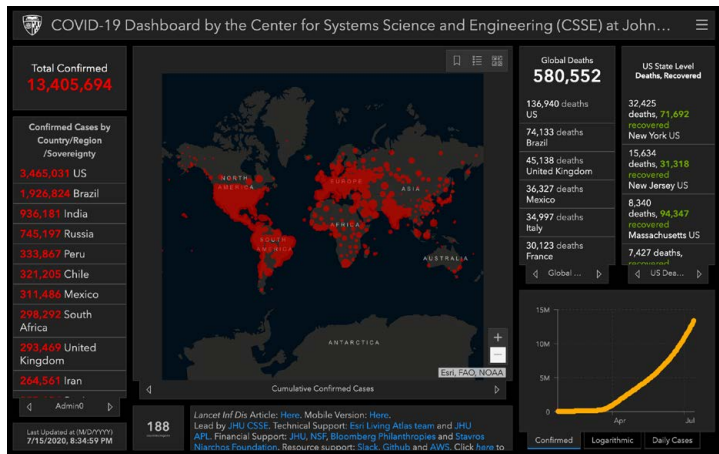 COVID-19 Dashboard by the Center for Systems Science and Engineering (CSSE) at John...
Total Confirmed
13,405,694
Confirmed Cases by
Country/Region
/Sovereignty
3,465,031 US
1,926,824 Brazil
936,181 India
745,197 Russia
333,867 Peru
321,205 Chile
311,486 Mexico
298,292 South
Africa
293,469 United
Kingdom
264,561 Iran
Admin0
Last Updated at (M/D/YYYY)
7/15/2020, 8:34:59 PM
NORTH
AMERICA
SOUTH
AMERICA
EUROPE
ASIA
AFRICA
AUSTRALIA
ANTARCTICA
Esri, FAO, NOAA
Cumulative Confirmed Cases
188
Lancet Inf Dis Article: Here. Mobile Version: Here.
Lead by JHU CSSE. Technical Support: Esri Living Atlas team and JHU
APL. Financial Support: JHU, NSF, Bloomberg Philanthropies and Stavros
Niarchos Foundation. Resource support: Slack, Github and AWS. Click here to
Global Deaths
580,552
136,940 deaths
US
74,133 deaths
Brazil
45,138 deaths
United Kingdom
36,327 deaths
Mexico
34,997 deaths
Italy
30,123 deaths
France
Global ...
US State Level
Deaths, Recovered
32,425
deaths, 71,692
recovered
New York US
15,634
deaths, 31,318
recovered
New Jersey US
8,340
deaths, 94,347
recovered
Massachusetts US
7,427 deaths,
recovered
US Dea...
15M
10M
5M
0
Apr
Jul
Confirmed
Logarithmic
Daily Cases